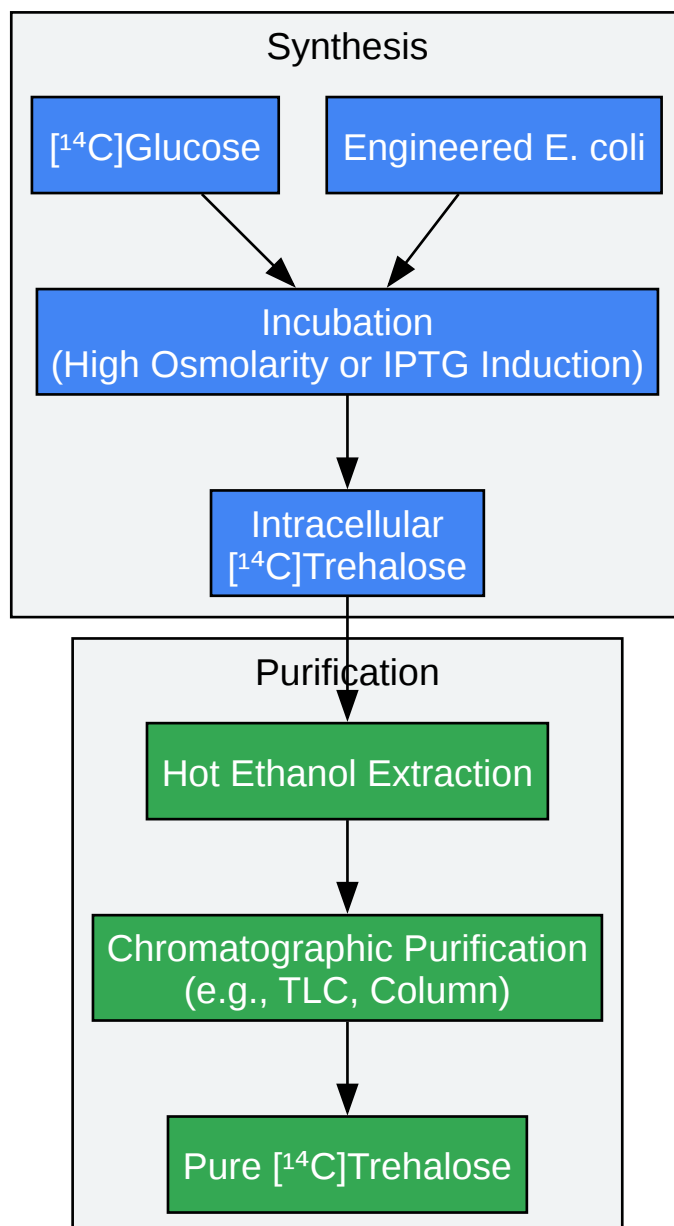 Synthesis
[¹⁴C]Glucose
Engineered E. coli
Incubation
(High Osmolarity or IPTG Induction)
Intracellular
[¹⁴C]Trehalose
Purification
Hot Ethanol Extraction
Chromatographic Purification
(e.g., TLC, Column)
Pure [¹⁴C]Trehalose